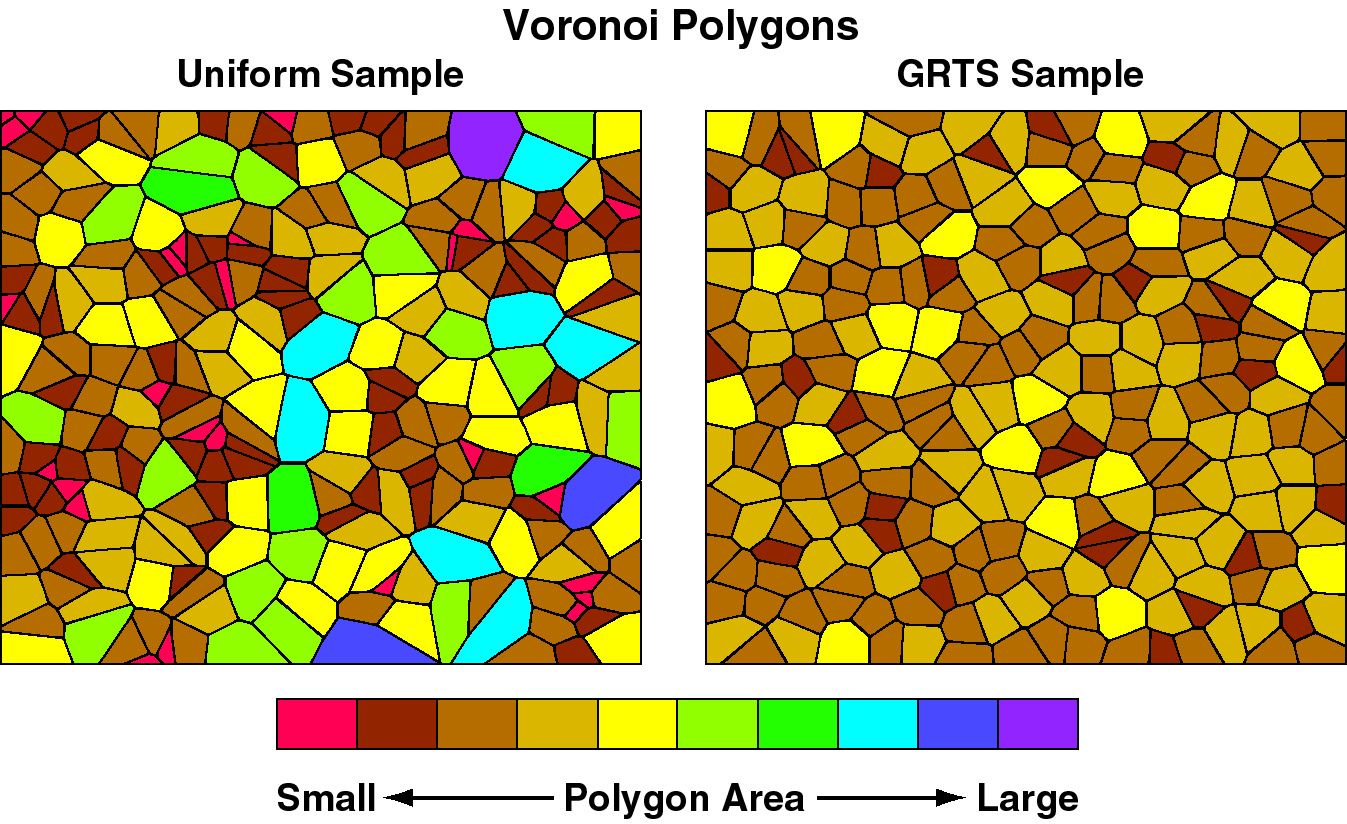 Voronoi Polygons
Uniform Sample
GRTS Sample
Small
Polygon Area
Large